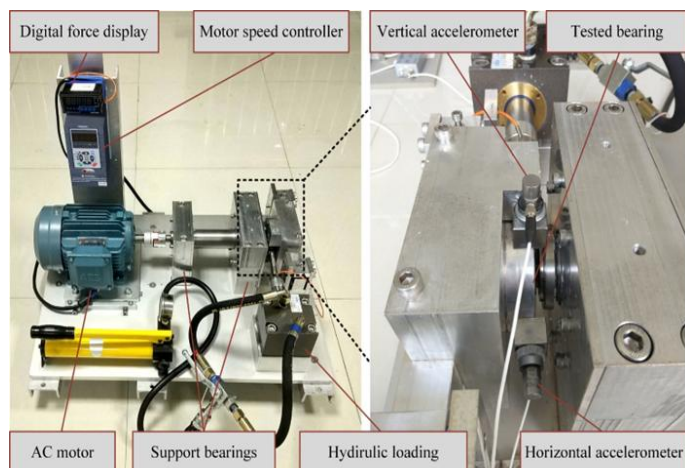 Digital force display
Motor speed controller
Vertical accelerometer
Tested bearing
AC motor
Support bearings
Hydirulic loading
Horizontal accelerometer